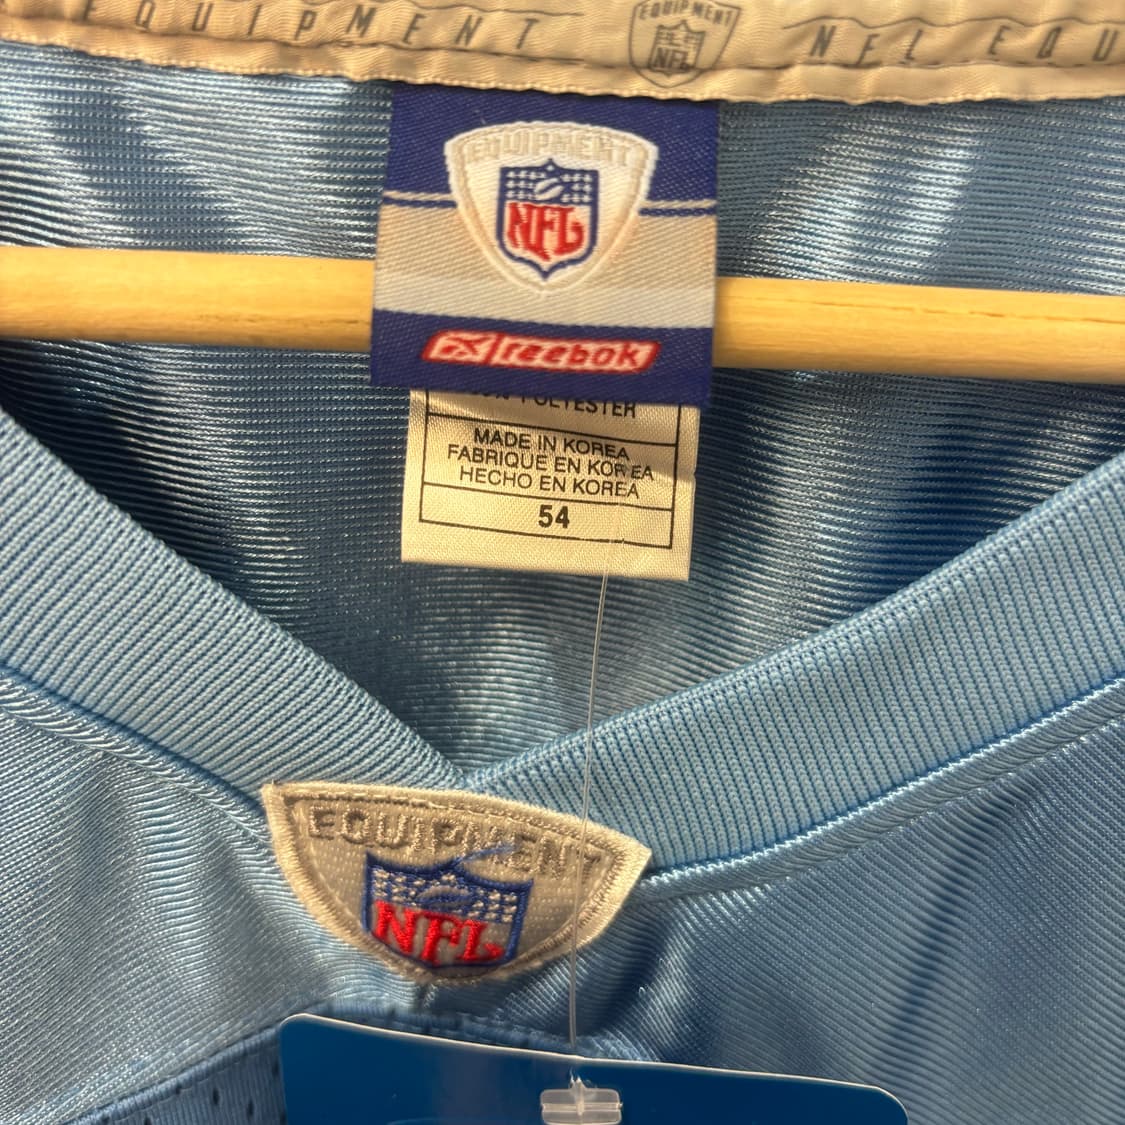 EQUIPMENT
EQUIPMENT
NFL
NFL EQU
EQUIPMENT
NFL
Reebok
POLYESTER
MADE IN KOREA
FABRIQUE EN KOREA
HECHO EN KOREA
54
EQUIPMENT
NFL